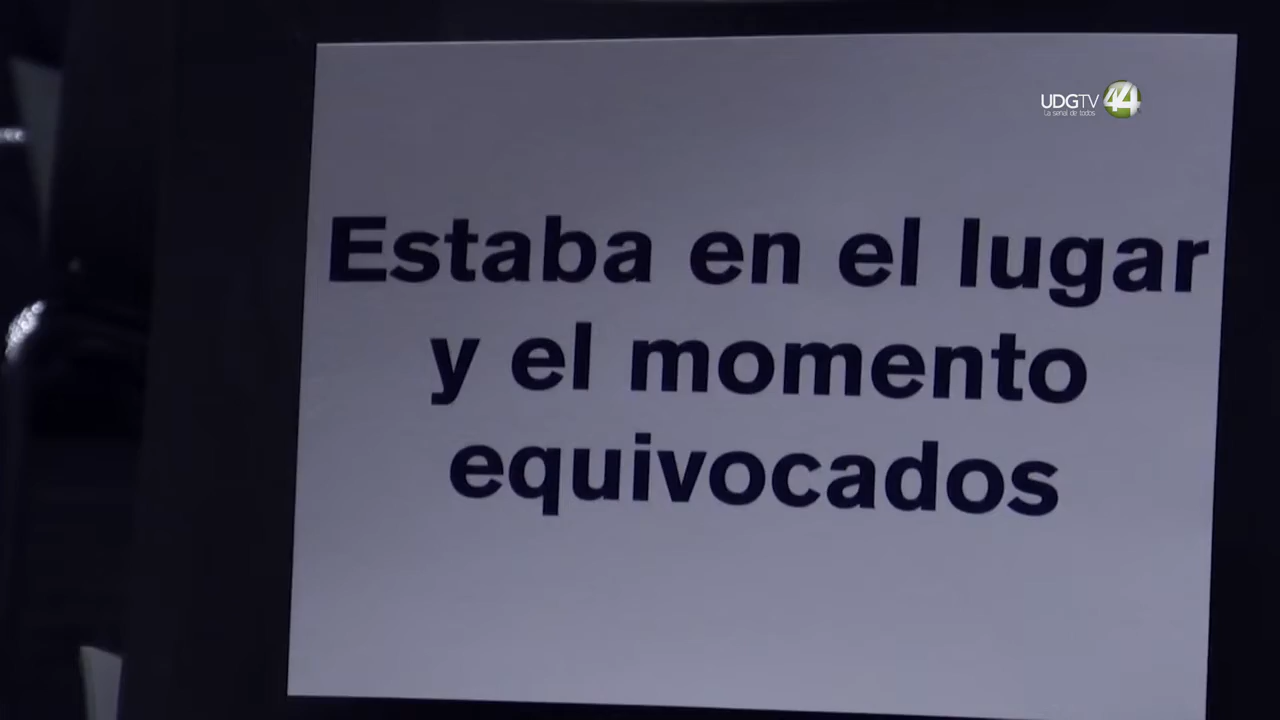 UDGTV 44
La señal de todos
Estaba en el lugar
y el momento
equivocados